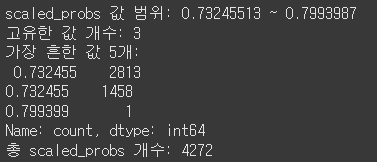 scaled_probs 값 범위: 0.73245513 ~ 0.7993987
고유한 값 개수: 3
가장 흔한 값 5개:
 0.732455    2813
0.732455    1458
0.799399       1
Name: count, dtype: int64
총 scaled_probs 개수: 4272